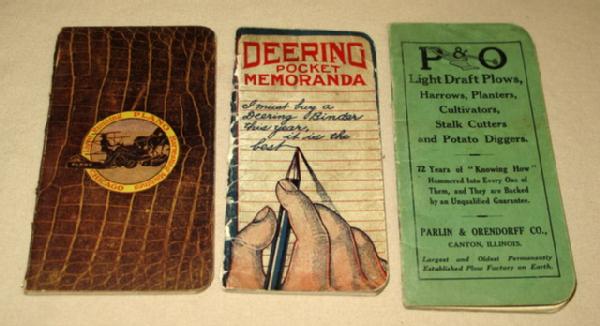 PLANO
CHICAGO
DEERING
POCKET
MEMORANDA
I must buy a
Deering Binder
this year,
it is the
best
P & O
Light Draft Plows,
Harrows, Planters,
Cultivators,
Stalk Cutters
and Potato Diggers.
72 Years of "Knowing How"
Hammered Into Every One of
Them, and They are Backed
by an Unqualified Guarantee.
PARLIN & ORENDORFF CO.,
CANTON, ILLINOIS.
Largest and Oldest Permanently
Established Plow Factory on Earth.